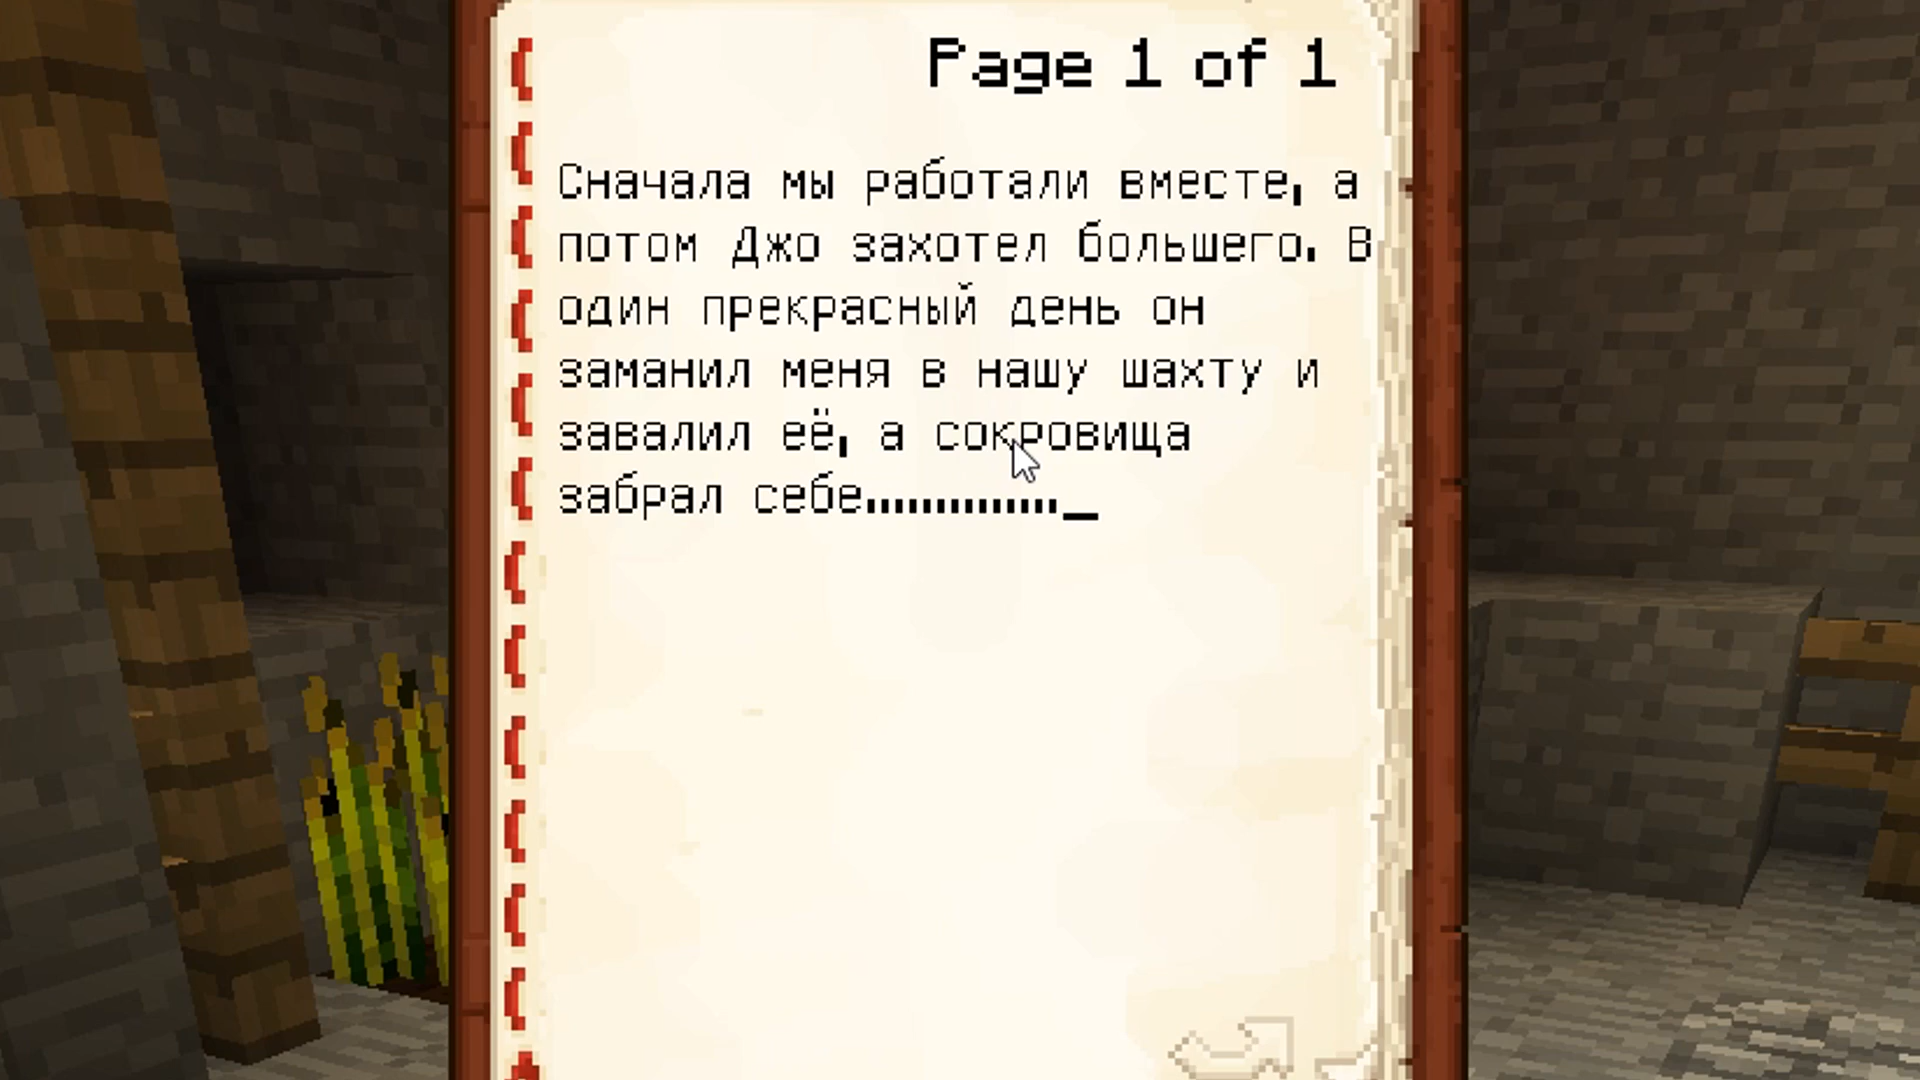 Page 1 of 1
Сначала мы работали вместе, а
потом Джо захотел большего. В
один прекрасный день он
заманил меня в нашу шахту и
завалил её, а сокровища
забрал себе.............._